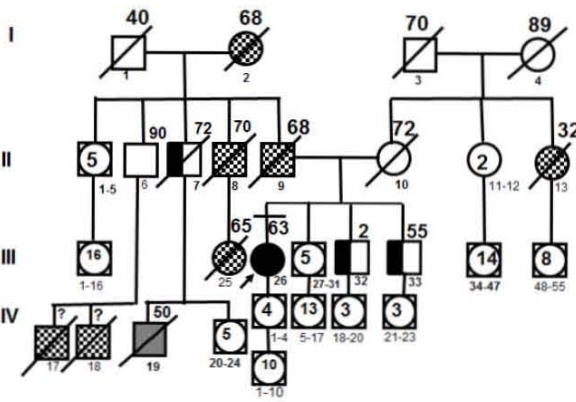 I
40 68 70 89
1 2 3 4
II
90 72 70 68 72 32
5 2
1-5 6 7 8 9 10 11-12 13
III
65 63 2 55
16 5 14 8
1-16 25 26 27-31 32 33 34-47 48-55
IV
? ? 50
5 4 13 3 3
17 18 19 20-24 1-4 5-17 18-20 21-23
10
1-10